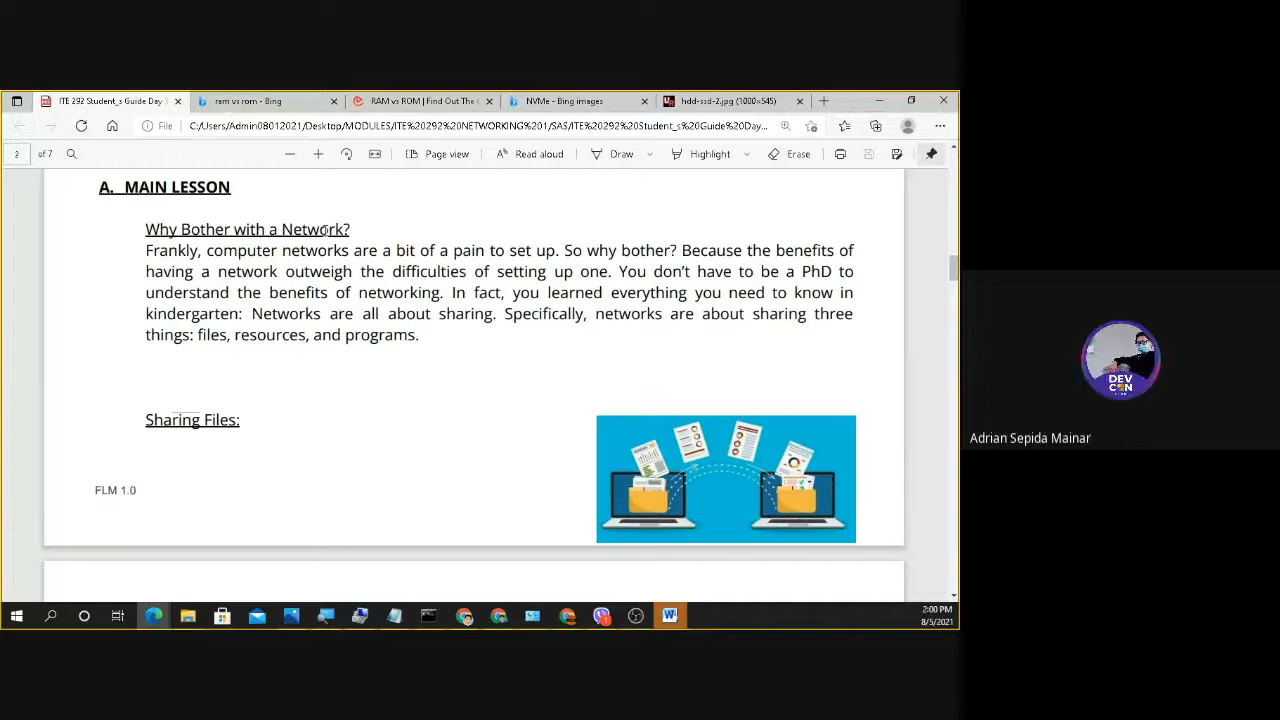 ITE 292 Student_s Guide Day
ram vs rom - Bing
RAM vs ROM | Find Out The
NVMe - Bing images
hdd-ssd-2.jpg (1000×545)
File
C:/Users/Admin08012021/Desktop/MODULES/ITE%20292%20NETWORKING%201/SAS/ITE%20292%20Student_s%20Guide%20Day...
2
of 7
Page view
Read aloud
Draw
Highlight
Erase
A. MAIN LESSON
Why Bother with a Network?
Frankly, computer networks are a bit of a pain to set up. So why bother? Because the benefits of
having a network outweigh the difficulties of setting up one. You don’t have to be a PhD to
understand the benefits of networking. In fact, you learned everything you need to know in
kindergarten: Networks are all about sharing. Specifically, networks are about sharing three
things: files, resources, and programs.
Sharing Files:
FLM 1.0
DEV
CON
Adrian Sepida Mainar
2:00 PM
8/5/2021